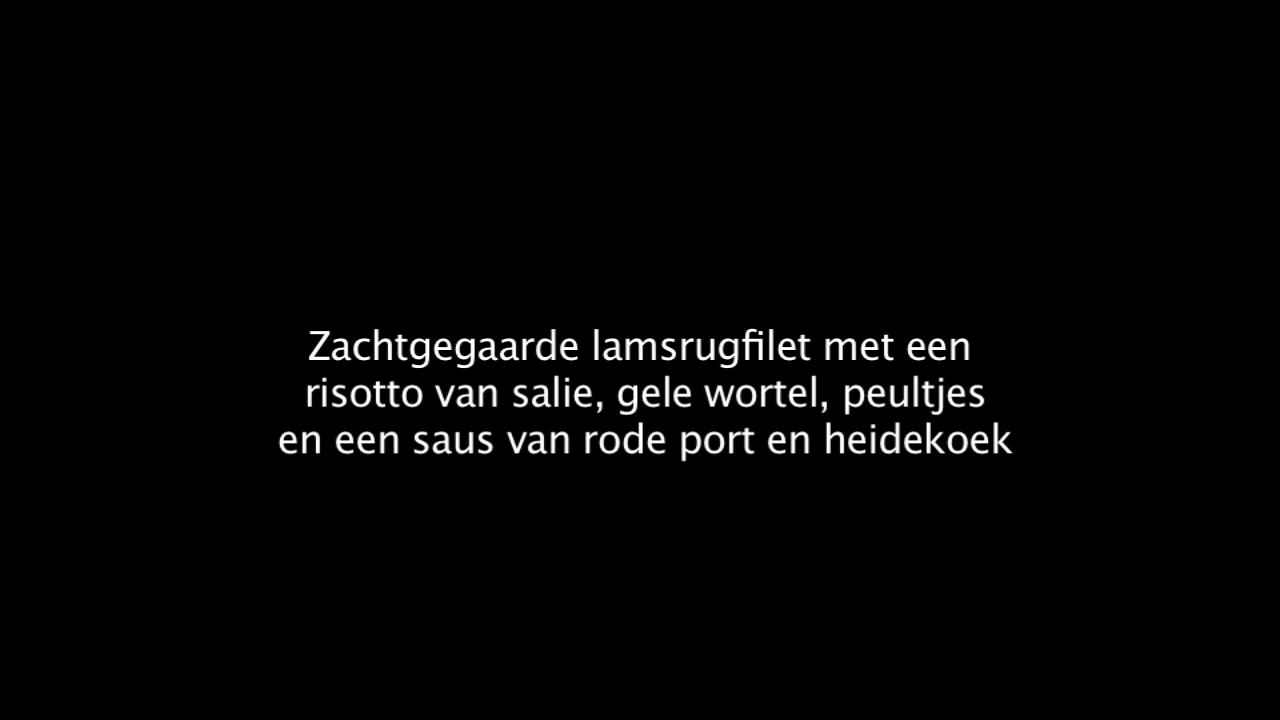 Zachtgegaarde lamsrugfilet met een
risotto van salie, gele wortel, peultjes
en een saus van rode port en heidekoek